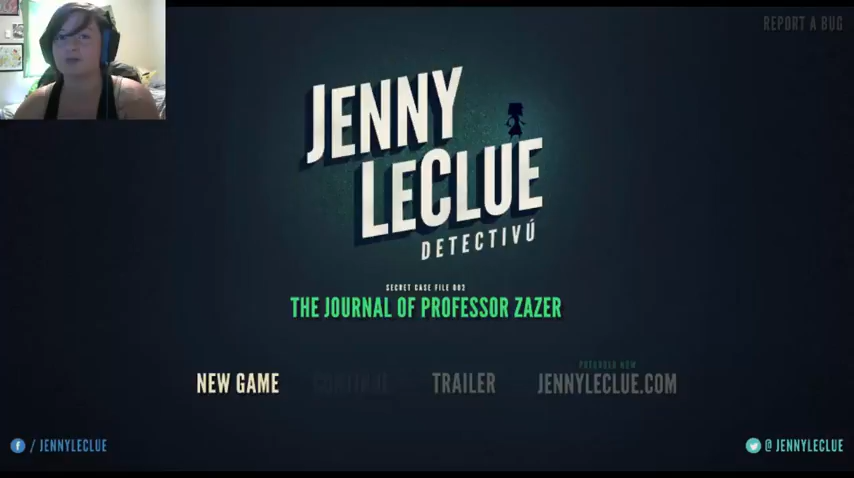 REPORT A BUG
JENNY
LECLUE
DETECTIVÚ
SECRET CASE FILE 002
THE JOURNAL OF PROFESSOR ZAZER
PREORDER NOW
NEW GAME CONTINUE TRAILER JENNYLECLUE.COM
f / JENNYLECLUE
@ JENNYLECLUE